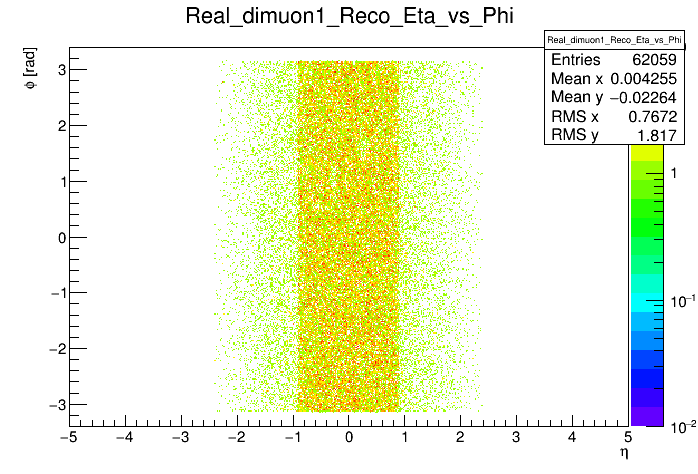 Real_dimuon1_Reco_Eta_vs_Phi
Real_dimuon1_Reco_Eta_vs_Phi
Entries 62059
Mean x 0.004255
Mean y −0.02264
RMS x 0.7672
RMS y 1.817
ϕ [rad]
3
2
1
0
−1
−2
−3
−5 −4 −3 −2 −1 0 1 2 3 4 5
η
1
10⁻¹
10⁻²